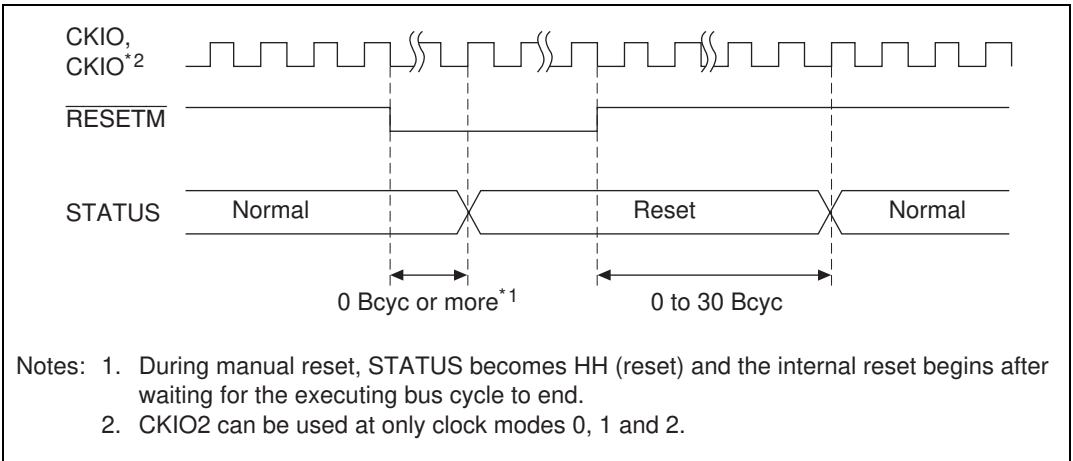 CKIO,
CKIO*2
RESETM
STATUS Normal Reset Normal
0 Bcyc or more*1 0 to 30 Bcyc
Notes: 1. During manual reset, STATUS becomes HH (reset) and the internal reset begins after
waiting for the executing bus cycle to end.
2. CKIO2 can be used at only clock modes 0, 1 and 2.